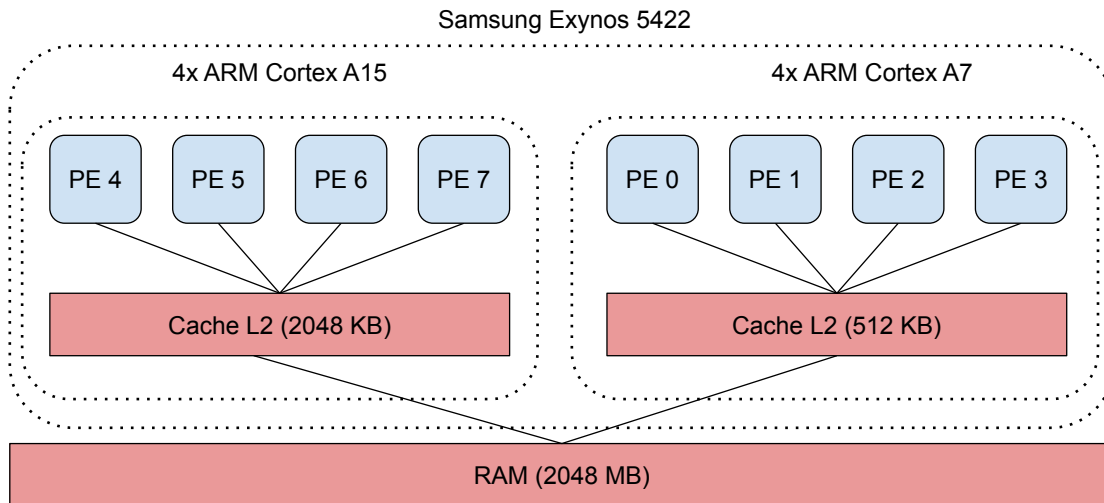 Samsung Exynos 5422
4x ARM Cortex A15
4x ARM Cortex A7
PE 4
PE 5
PE 6
PE 7
PE 0
PE 1
PE 2
PE 3
Cache L2 (2048 KB)
Cache L2 (512 KB)
RAM (2048 MB)